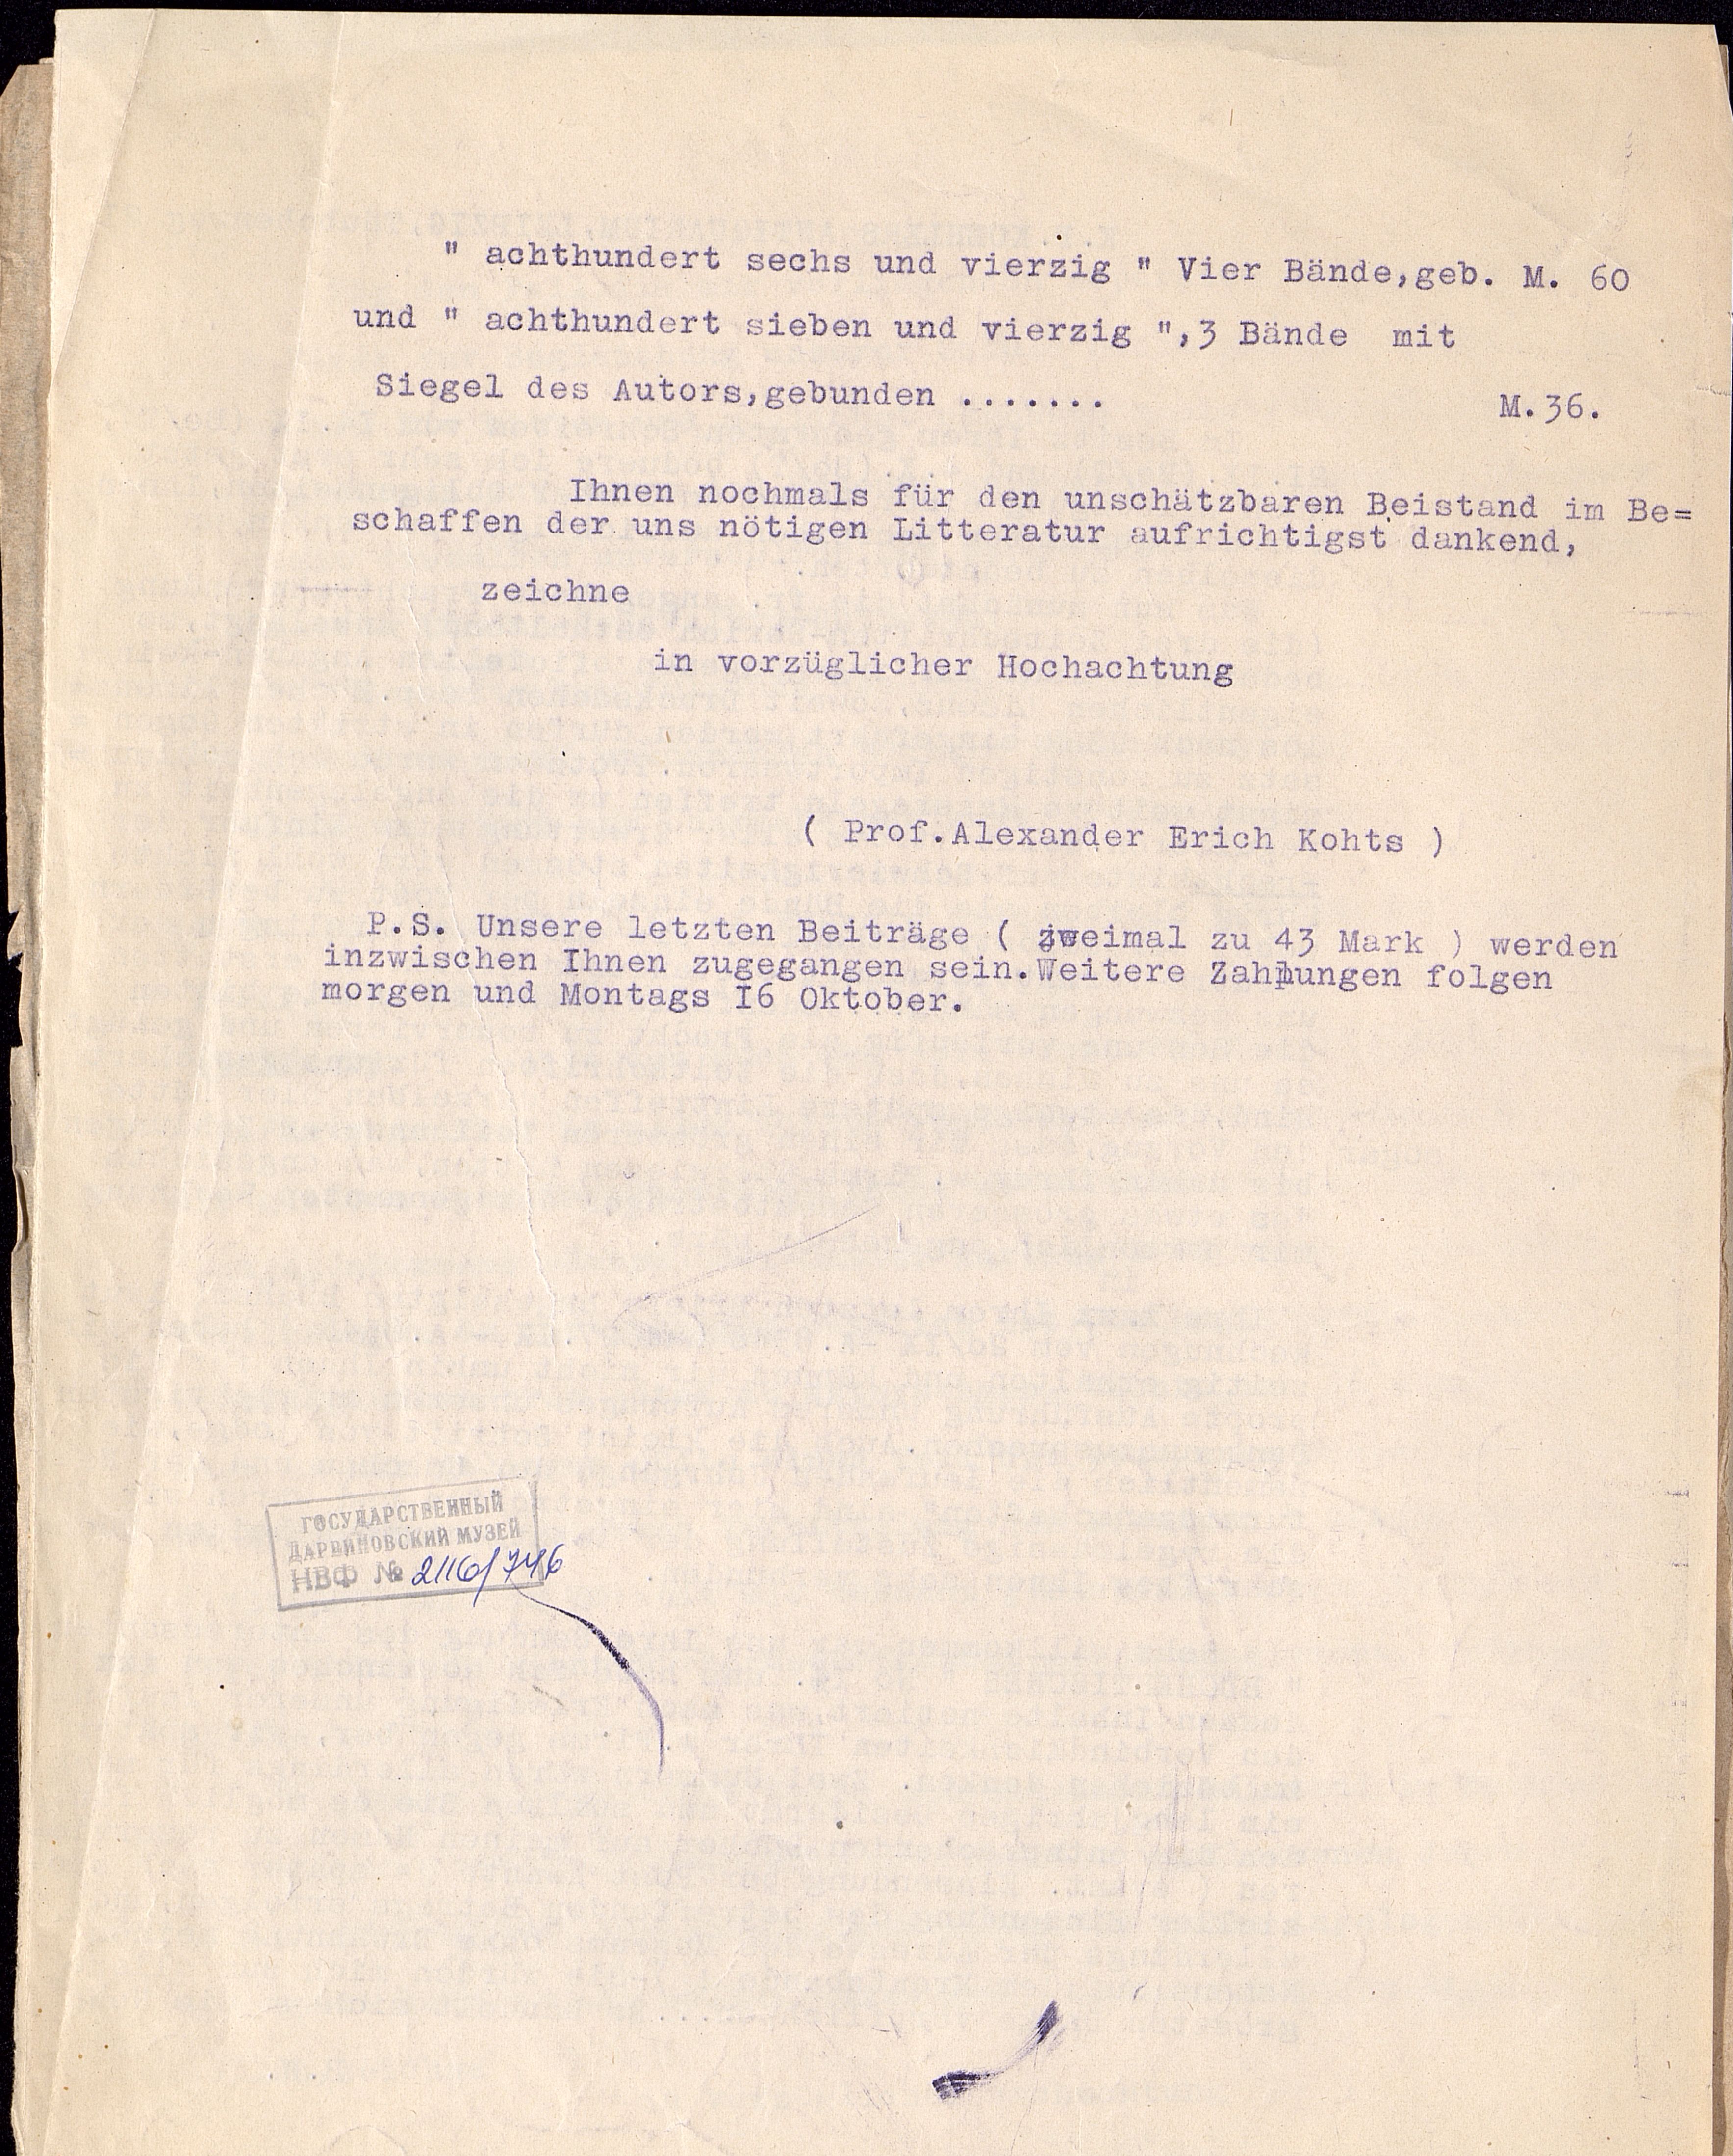 " achthundert sechs und vierzig " Vier Bände,geb. M. 60
und " achthundert sieben und vierzig ",3 Bände mit
Siegel des Autors,gebunden ....... M.36.
Ihnen nochmals für den unschätzbaren Beistand im Be=
schaffen der uns nötigen Litteratur aufrichtigst dankend,
zeichne
in vorzüglicher Hochachtung
( Prof.Alexander Erich Kohts )
P.S. Unsere letzten Beiträge ( zweimal zu 43 Mark ) werden
inzwischen Ihnen zugegangen sein.Weitere Zahlungen folgen
morgen und Montags I6 Oktober.
ГОСУДАРСТВЕННЫЙ
ДАРВИНОВСКИЙ МУЗЕЙ
НВФ № 2116/746